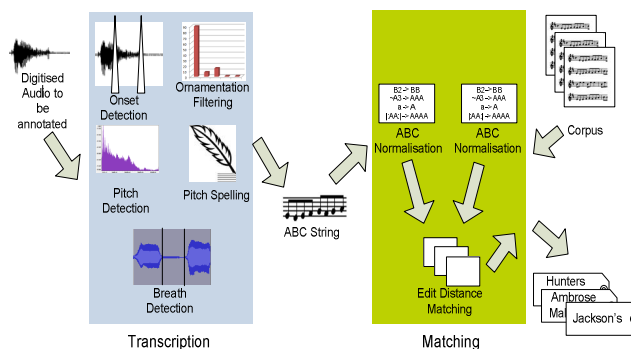 Digitised
Audio to
be
annotated
Onset
Detection
Ornamentation
Filtering
Pitch
Detection
Pitch Spelling
Breath
Detection
Transcription
ABC String
B2-> BB
~A3-> AAA
a-> A
|:AA:|-> AAAA
ABC
Normalisation
B2-> BB
~A3-> AAA
a-> A
|:AA:|-> AAAA
ABC
Normalisation
Edit Distance
Matching
Matching
Corpus
Hunters
Ambrose
Jackson's